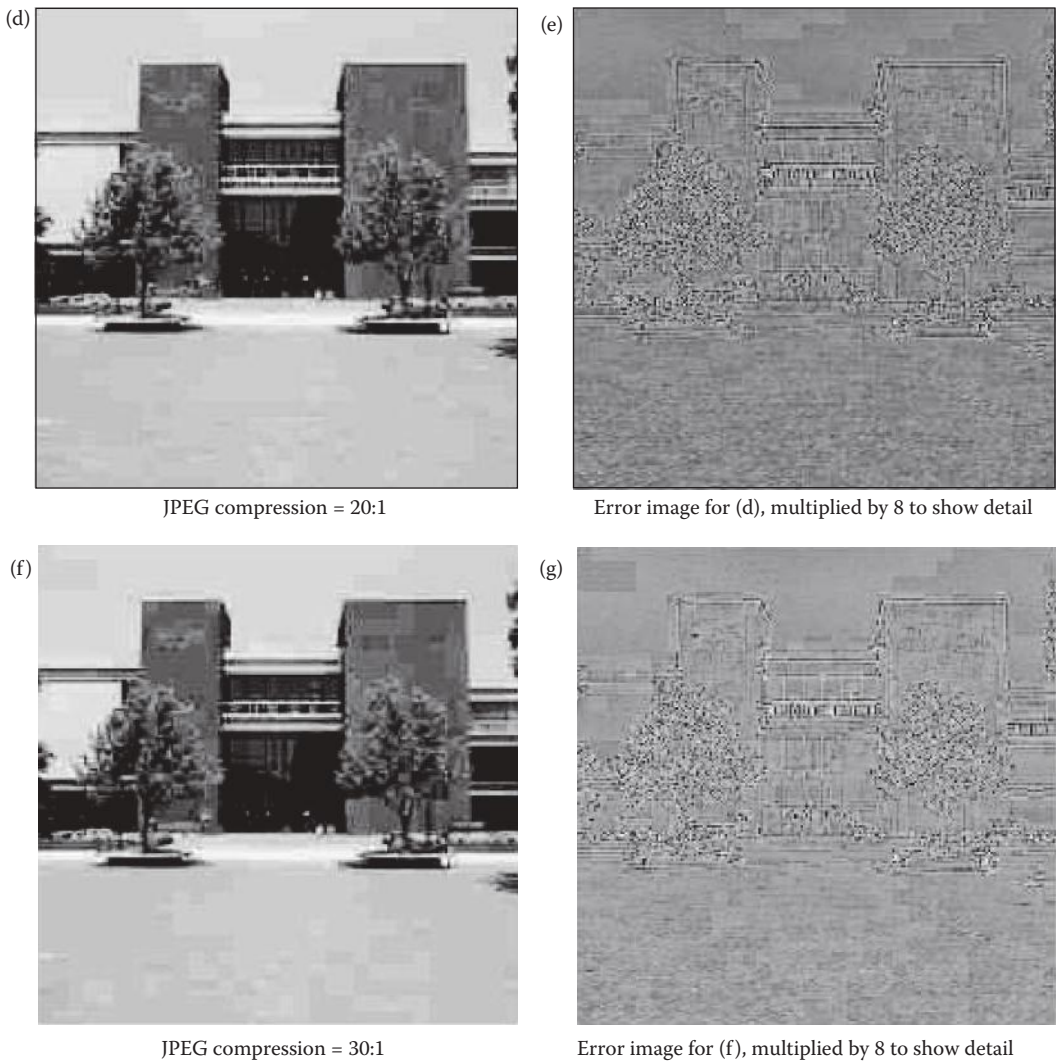 (d)
(e)
JPEG compression = 20:1
Error image for (d), multiplied by 8 to show detail
(f)
(g)
JPEG compression = 30:1
Error image for (f), multiplied by 8 to show detail